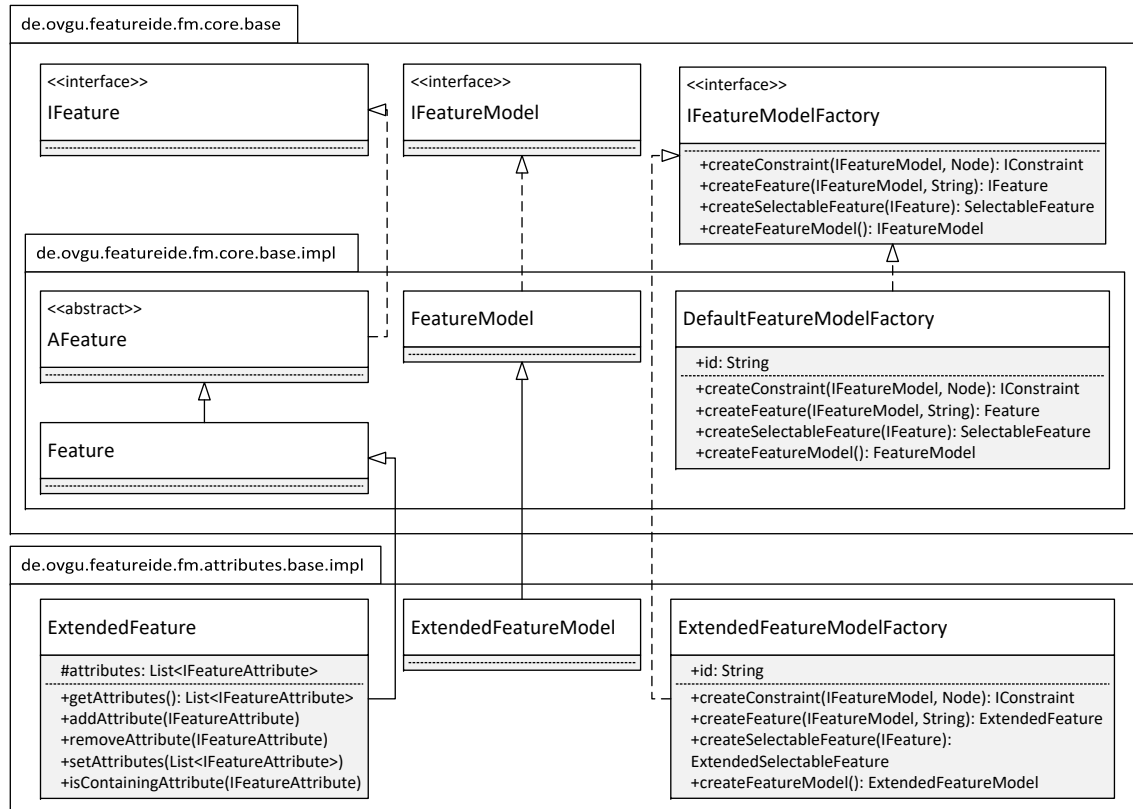 de.ovgu.featureide.fm.core.base
<<interface>>
IFeature
<<interface>>
IFeatureModel
<<interface>>
IFeatureModelFactory
+createConstraint(IFeatureModel, Node): IConstraint
+createFeature(IFeatureModel, String): IFeature
+createSelectableFeature(IFeature): SelectableFeature
+createFeatureModel(): IFeatureModel
de.ovgu.featureide.fm.core.base.impl
<<abstract>>
AFeature
FeatureModel
DefaultFeatureModelFactory
+id: String
+createConstraint(IFeatureModel, Node): IConstraint
+createFeature(IFeatureModel, String): Feature
+createSelectableFeature(IFeature): SelectableFeature
+createFeatureModel(): FeatureModel
Feature
de.ovgu.featureide.fm.attributes.base.impl
ExtendedFeature
#attributes: List<IFeatureAttribute>
+getAttributes(): List<IFeatureAttribute>
+addAttribute(IFeatureAttribute)
+removeAttribute(IFeatureAttribute)
+setAttributes(List<IFeatureAttribute>)
+isContainingAttribute(IFeatureAttribute)
ExtendedFeatureModel
ExtendedFeatureModelFactory
+id: String
+createConstraint(IFeatureModel, Node): IConstraint
+createFeature(IFeatureModel, String): ExtendedFeature
+createSelectableFeature(IFeature):
ExtendedSelectableFeature
+createFeatureModel(): ExtendedFeatureModel